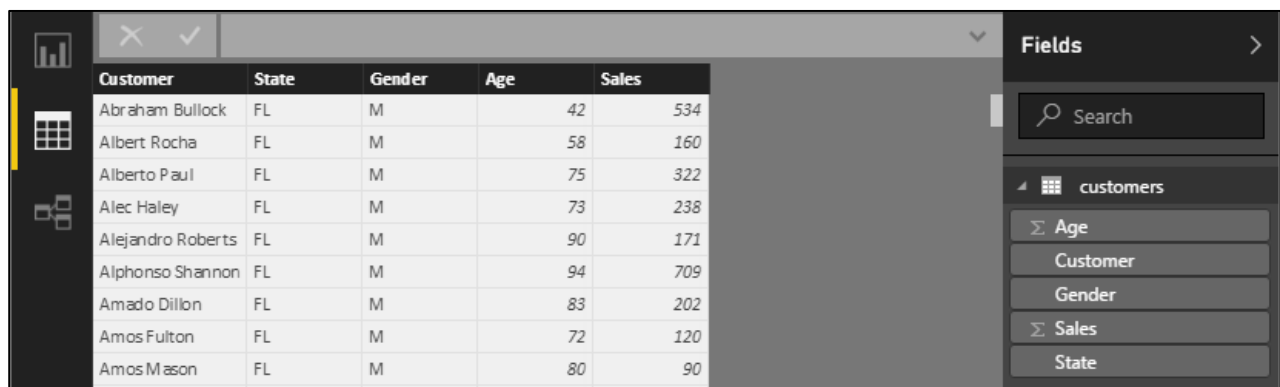 Customer State Gender Age Sales
Abraham Bullock FL M 42 534
Albert Rocha FL M 58 160
Alberto Paul FL M 75 322
Alec Haley FL M 73 238
Alejandro Roberts FL M 90 171
Alphonso Shannon FL M 94 709
Amado Dillon FL M 83 202
Amos Fulton FL M 72 120
Amos Mason FL M 80 90
Fields
Search
customers
Σ Age
Customer
Gender
Σ Sales
State